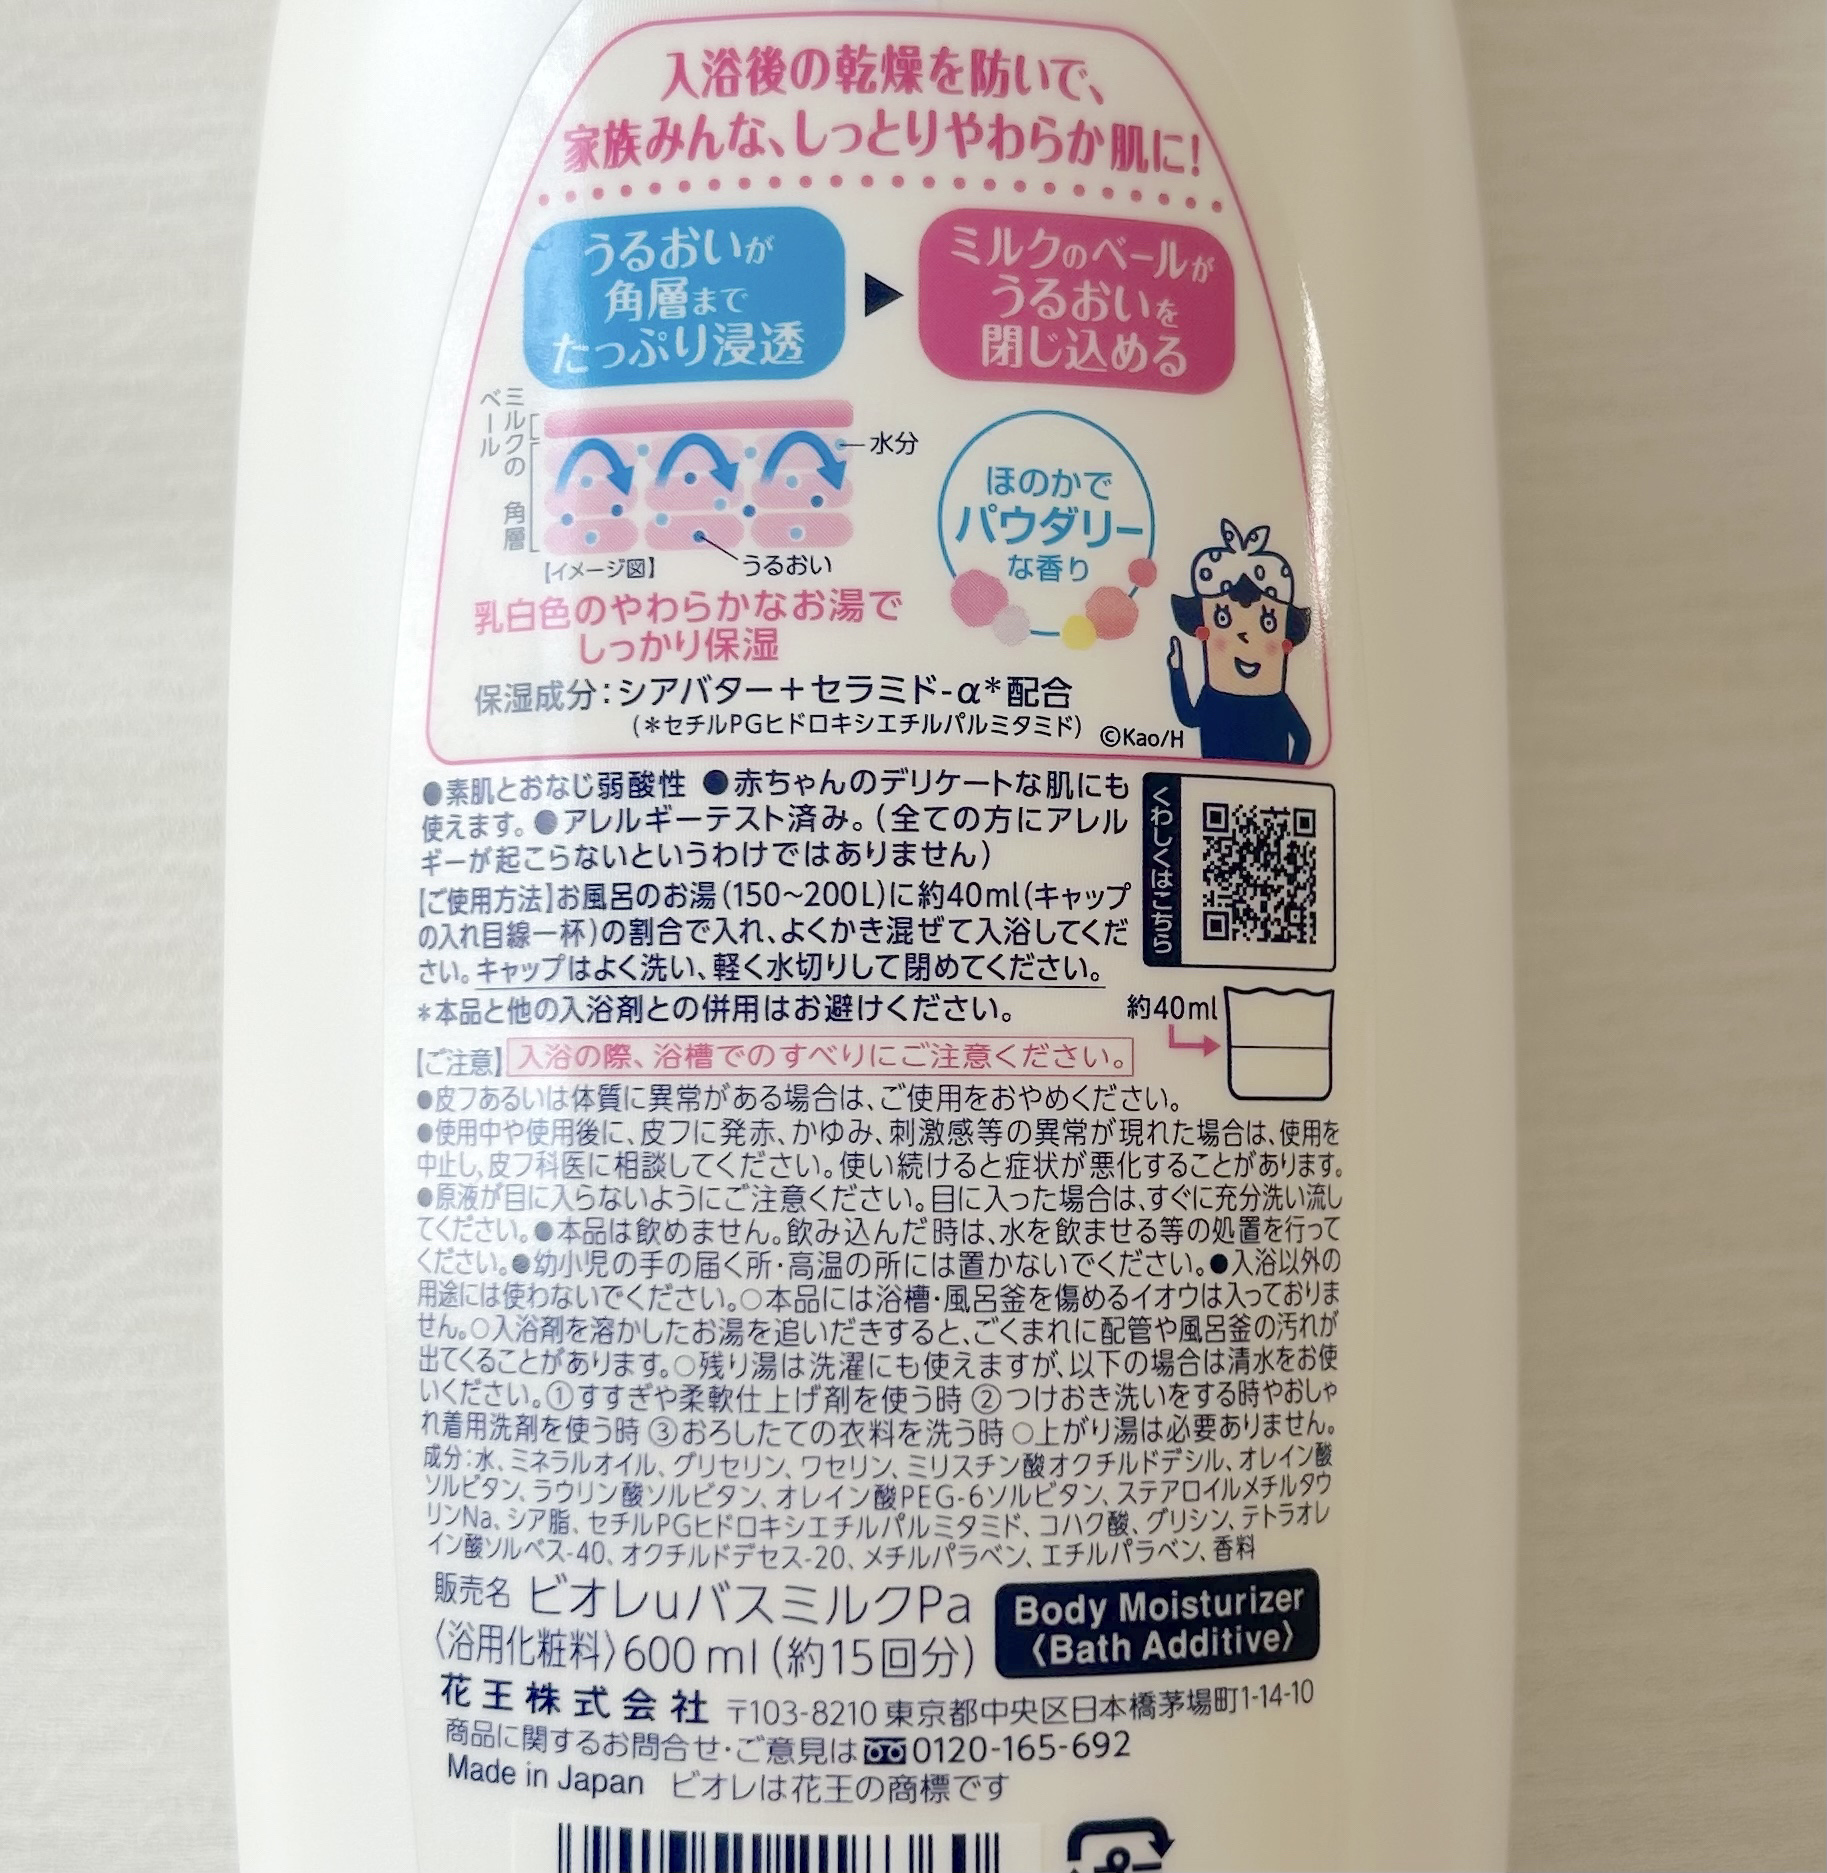 入浴後の乾燥を防いで、
家族みんな、しっとりやわらか肌に!
うるおいが
角層まで
たっぷり浸透
ミルクのベールが
うるおいを
閉じ込める
ミルクの
ベール
角層
水分
うるおい
【イメージ図】
ほのかで
パウダリー
な香り
乳白色のやわらかなお湯で
しっかり保湿
保湿成分:シアバター+セラミド-α*配合
(*セチルPGヒドロキシエチルパルミタミド)
©Kao/H
●素肌とおなじ弱酸性 ●赤ちゃんのデリケートな肌にも
使えます。●アレルギーテスト済み。(全ての方にアレル
ギーが起こらないというわけではありません)
くわしくはこちら
【ご使用方法】お風呂のお湯(150~200L)に約40ml(キャップ
の入れ目線一杯)の割合で入れ、よくかき混ぜて入浴してくだ
さい。キャップはよく洗い、軽く水切りして閉めてください。
*本品と他の入浴剤との併用はお避けください。
約40ml
【ご注意】入浴の際、浴槽でのすべりにご注意ください。
●皮フあるいは体質に異常がある場合は、ご使用をおやめください。
●使用中や使用後に、皮フに発赤、かゆみ、刺激感等の異常が現れた場合は、使用を
中止し、皮フ科医に相談してください。使い続けると症状が悪化することがあります。
●原液が目に入らないようにご注意ください。目に入った場合は、すぐに充分洗い流し
てください。●本品は飲めません。飲み込んだ時は、水を飲ませる等の処置を行って
ください。●幼小児の手の届く所・高温の所には置かないでください。●入浴以外の
用途には使わないでください。○本品には浴槽・風呂釜を傷めるイオウは入っておりま
せん。○入浴剤を溶かしたお湯を追いだきすると、ごくまれに配管や風呂釜の汚れが
出てくることがあります。○残り湯は洗濯にも使えますが、以下の場合は清水をお使
いください。①すすぎや柔軟仕上げ剤を使う時 ②つけおき洗いをする時やおしゃ
れ着用洗剤を使う時 ③おろしたての衣料を洗う時 ○上がり湯は必要ありません。
成分:水、ミネラルオイル、グリセリン、ワセリン、ミリスチン酸オクチルドデシル、オレイン酸
ソルビタン、ラウリン酸ソルビタン、オレイン酸PEG-6ソルビタン、ステアロイルメチルタウ
リンNa、シア脂、セチルPGヒドロキシエチルパルミタミド、コハク酸、グリシン、テトラオレ
イン酸ソルベス-40、オクチルドデセス-20、メチルパラベン、エチルパラベン、香料
販売名 ビオレuバスミルクPa
〈浴用化粧料〉600ml(約15回分)
Body Moisturizer
〈Bath Additive〉
花王株式会社 〒103-8210 東京都中央区日本橋茅場町1-14-10
商品に関するお問合せ・ご意見は 0120-165-692
Made in Japan ビオレは花王の商標です